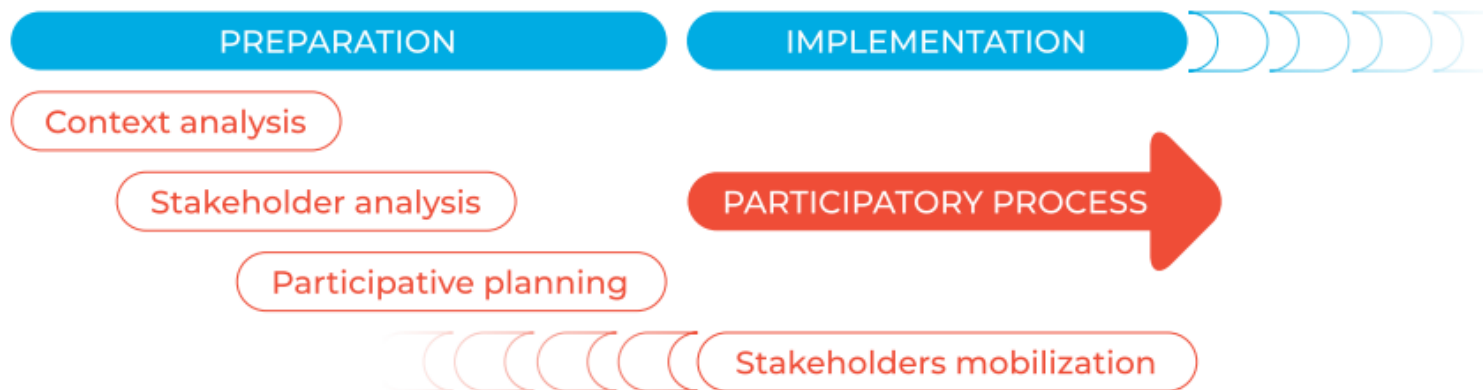 PREPARATION
IMPLEMENTATION
Context analysis
Stakeholder analysis
PARTICIPATORY PROCESS
Participative planning
Stakeholders mobilization